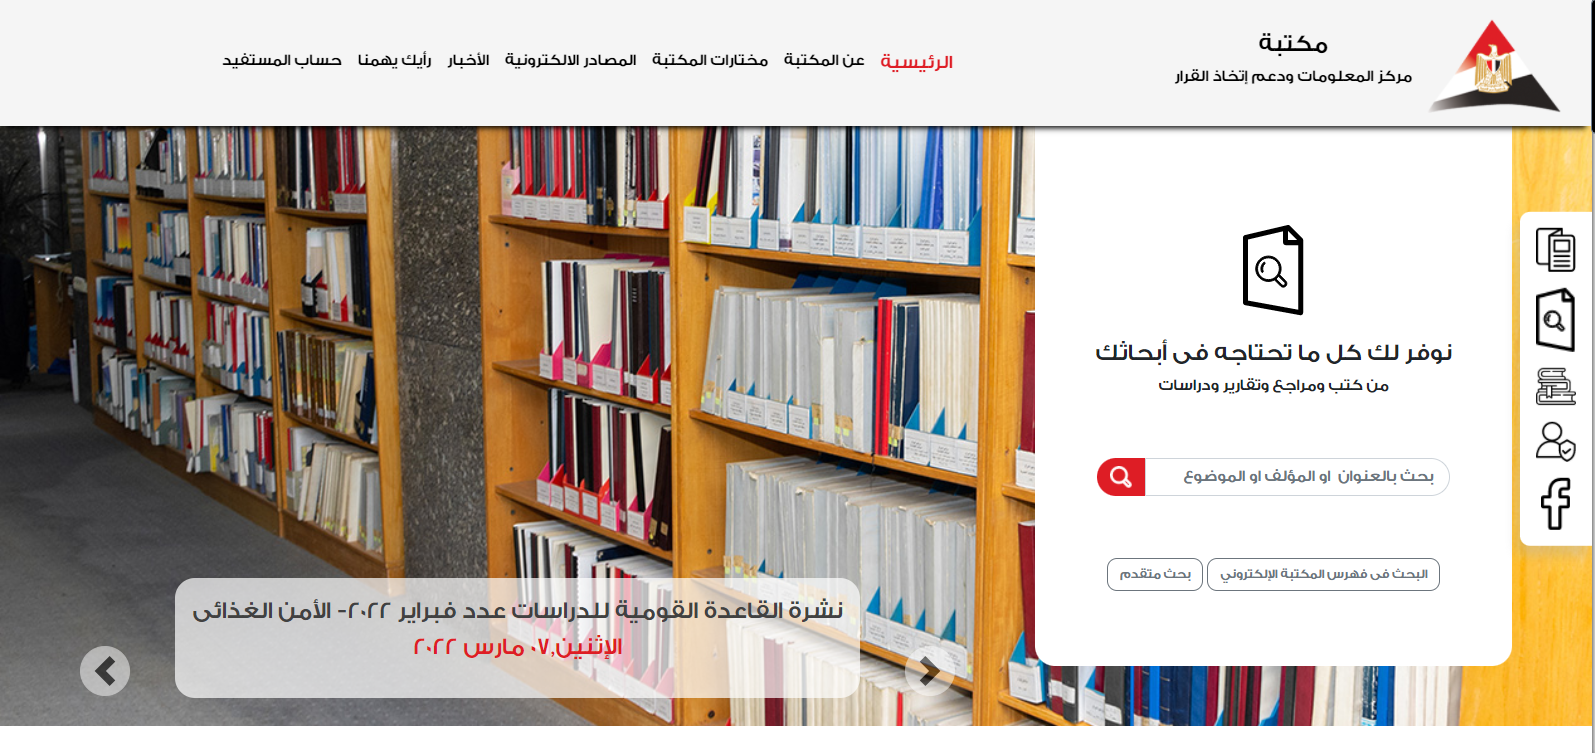 مكتبة
مركز المعلومات ودعم إتخاذ القرار
الرئيسية عن المكتبة مختارات المكتبة المصادر الالكترونية الأخبار رأيك يهمنا حساب المستفيد
نوفر لك كل ما تحتاجه فى أبحاثك
من كتب ومراجع وتقارير ودراسات
بحث بالعنوان او المؤلف او الموضوع
البحث فى فهرس المكتبة الإلكتروني بحث متقدم
نشرة القاعدة القومية للدراسات عدد فبراير ٢٠٢٢- الأمن الغذائى
الإثنين,٠٧ مارس ٢٠٢٢